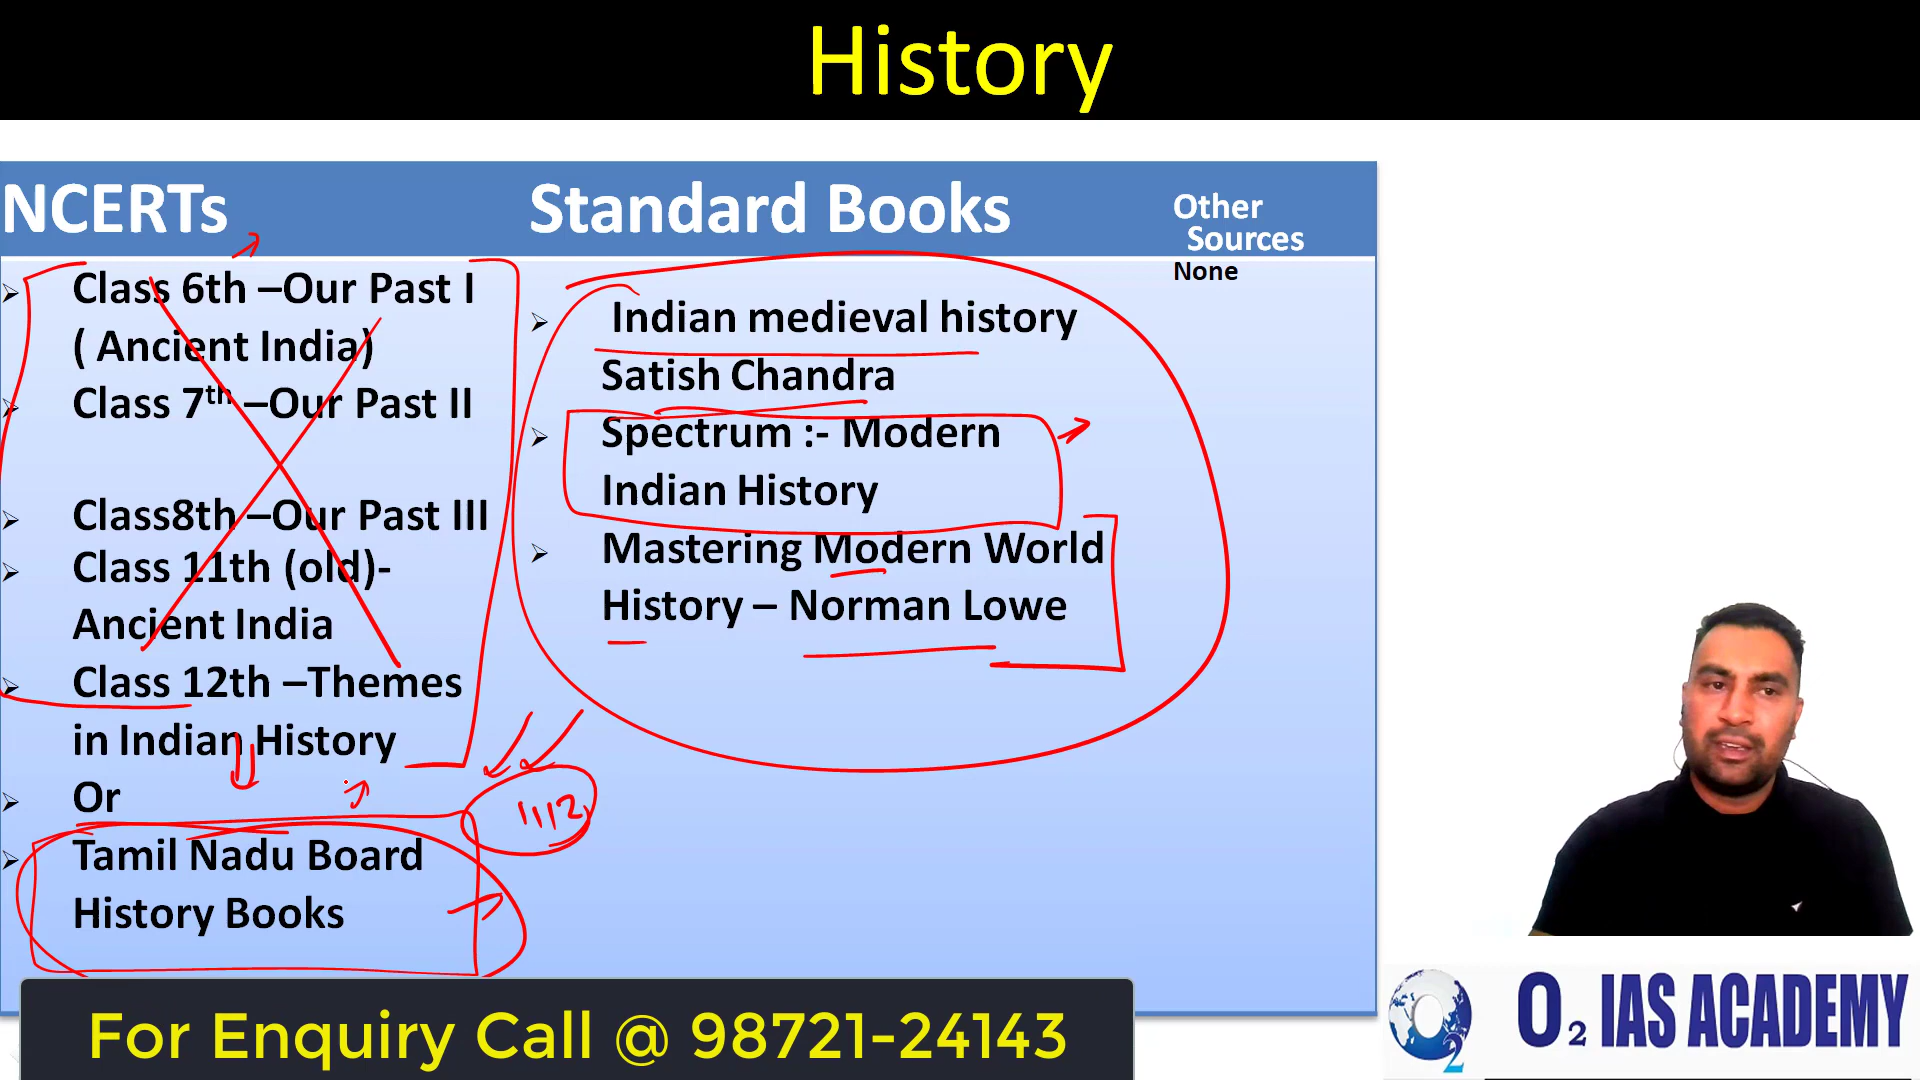 History
NCERTs
Class 6th –Our Past I
( Ancient India)
Class 7th –Our Past II
Class8th –Our Past III
Class 11th (old)-
Ancient India
Class 12th –Themes
in Indian History
Or
Tamil Nadu Board
History Books
Standard Books
Indian medieval history
Satish Chandra
Spectrum :- Modern
Indian History
Mastering Modern World
History – Norman Lowe
Other
Sources
None
11,12
For Enquiry Call @ 98721-24143
O2
O2 IAS ACADEMY